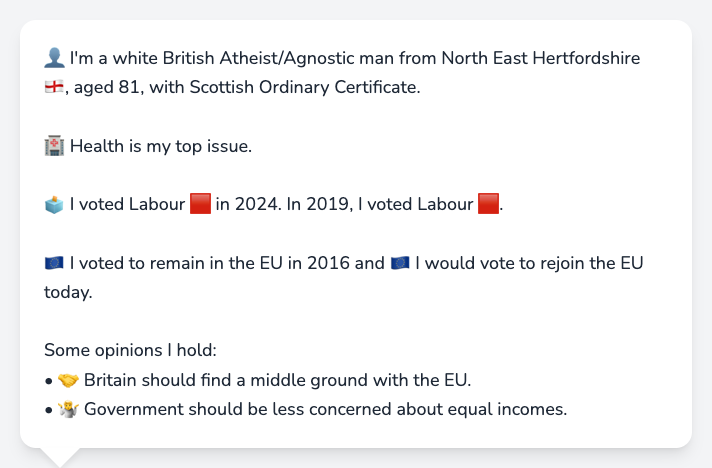 👤 I'm a white British Atheist/Agnostic man from North East Hertfordshire
🏴󠁧󠁢󠁥󠁮󠁧󠁿, aged 81, with Scottish Ordinary Certificate.
🏥 Health is my top issue.
🗳️ I voted Labour 🟥 in 2024. In 2019, I voted Labour 🟥.
🇪🇺 I voted to remain in the EU in 2016 and 🇪🇺 I would vote to rejoin the EU
today.
Some opinions I hold:
• 🤝 Britain should find a middle ground with the EU.
• 🤷 Government should be less concerned about equal incomes.